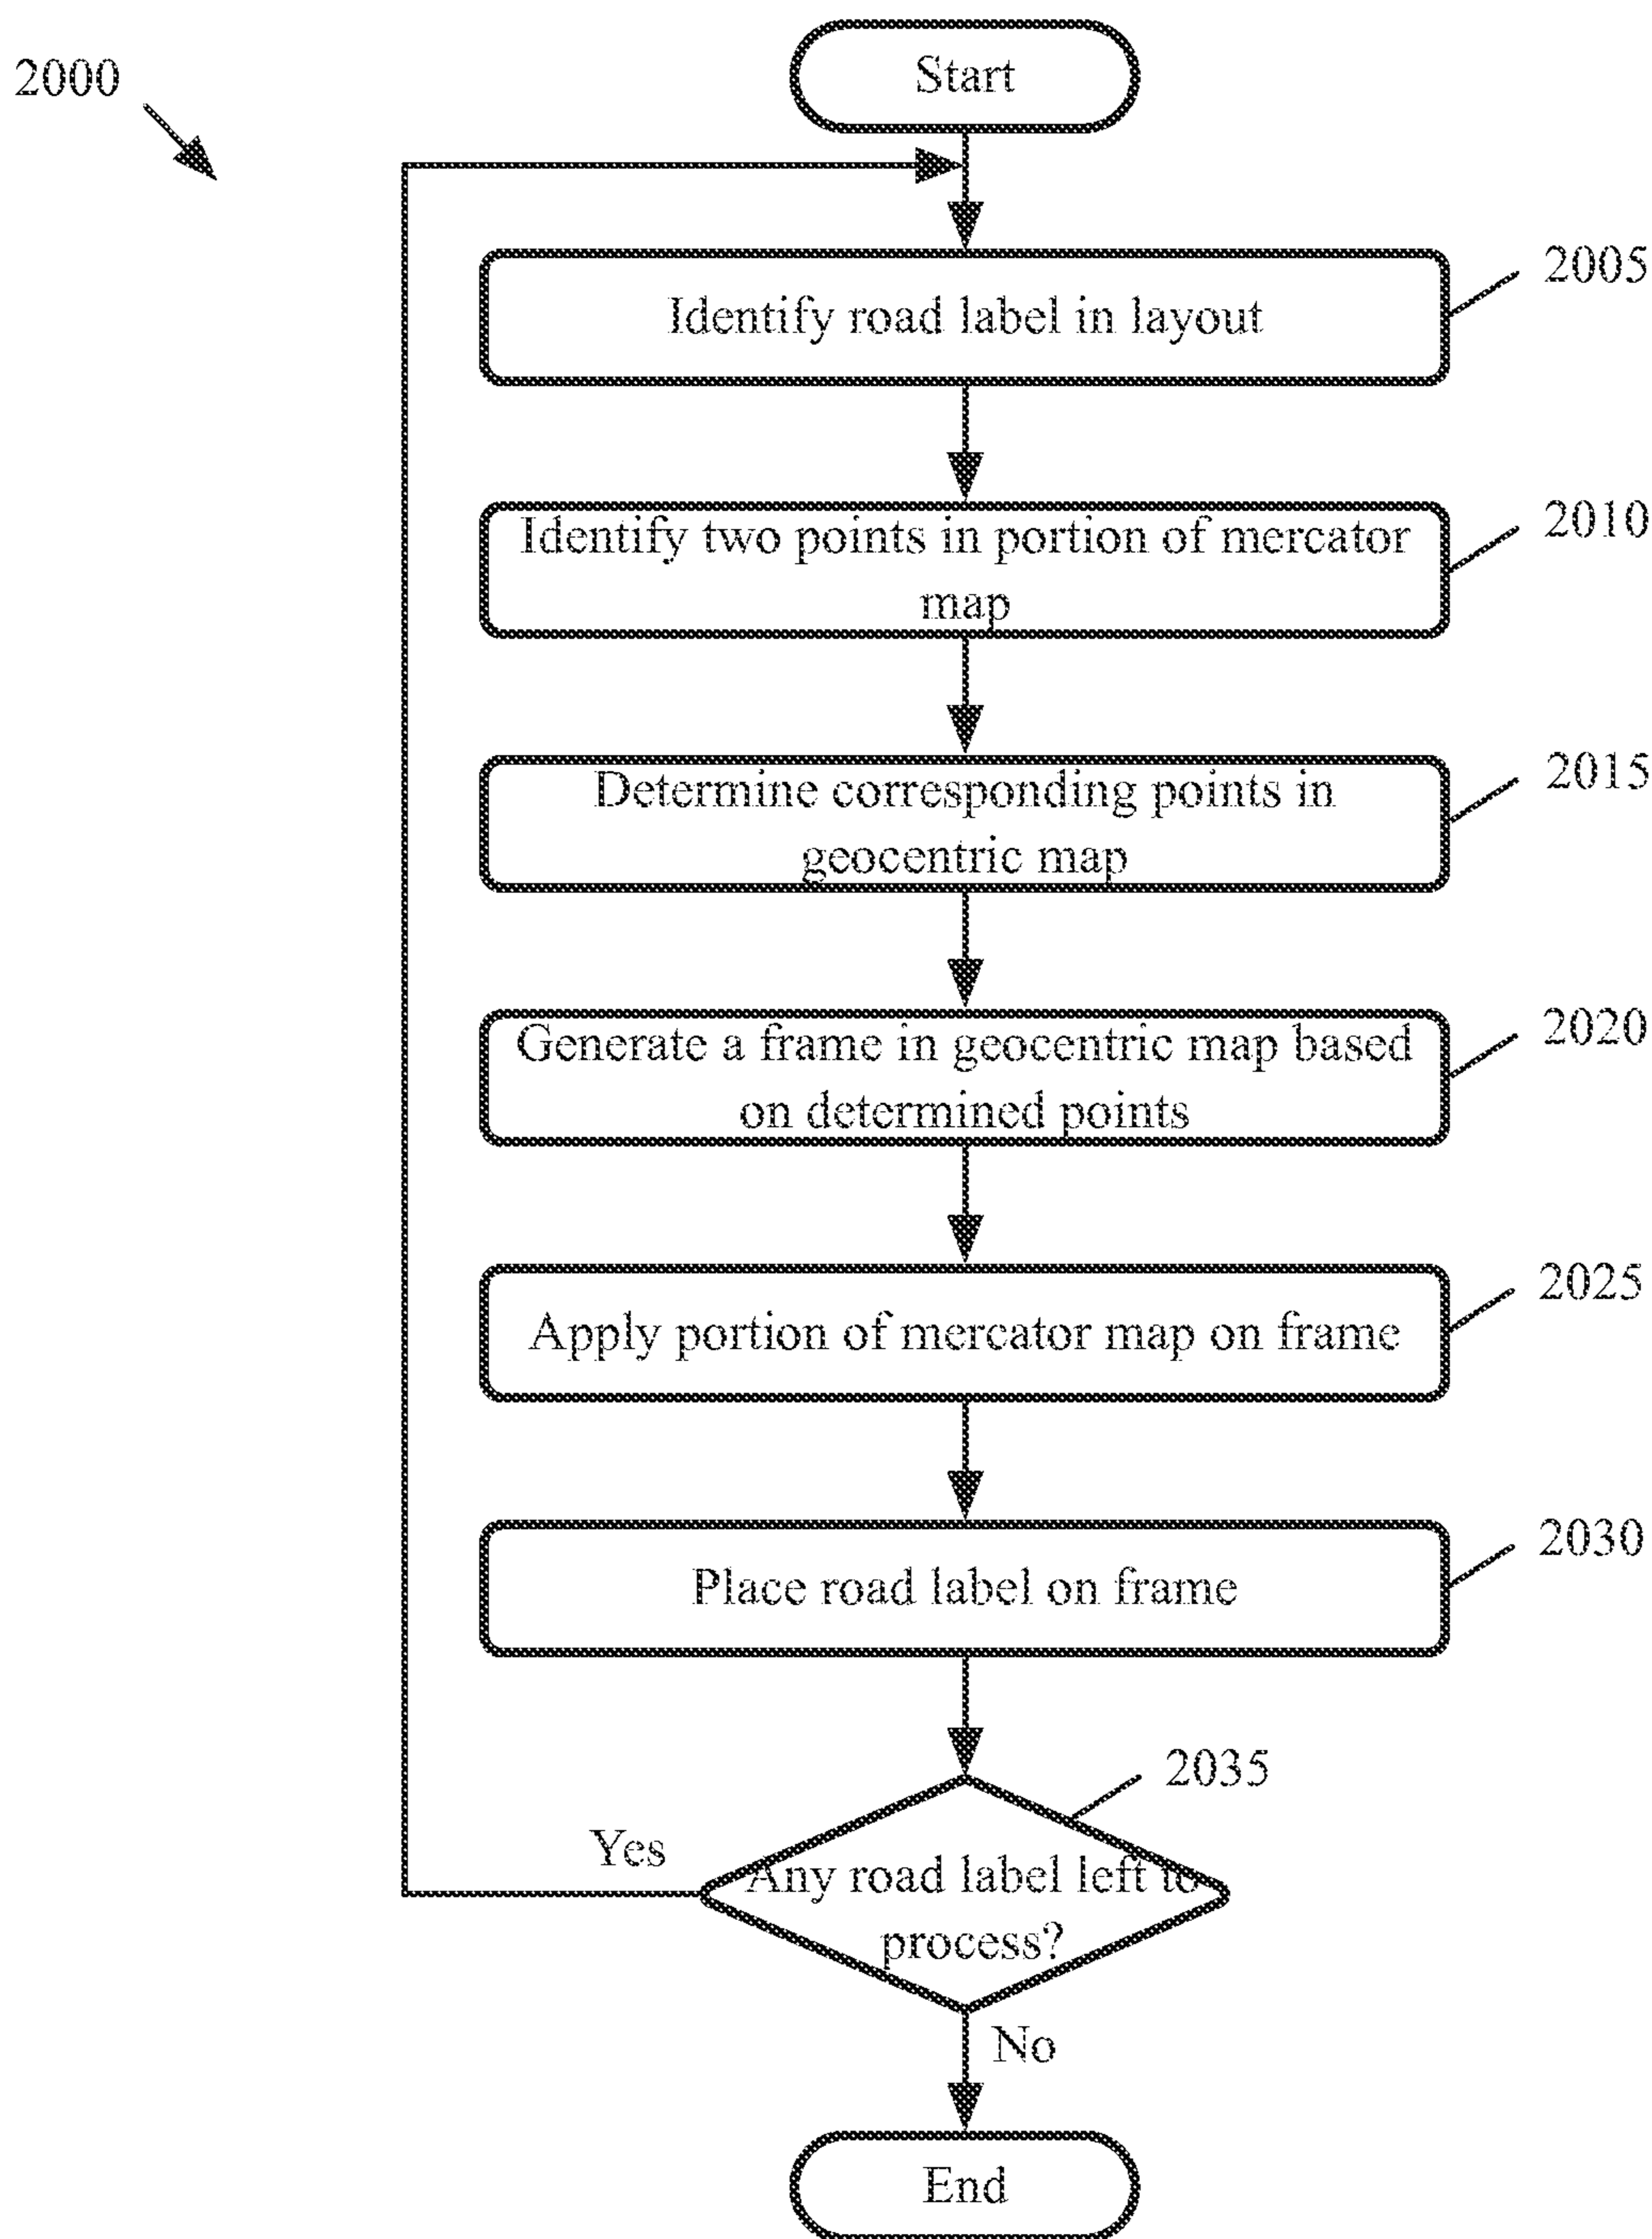 2000
Start
Identify road label in layout
2005
Identify two points in portion of mercator
map
2010
Determine corresponding points in
geocentric map
2015
Generate a frame in geocentric map based
on determined points
2020
Apply portion of mercator map on frame
2025
Place road label on frame
2030
2035
Yes
Any road label left to
process?
No
End